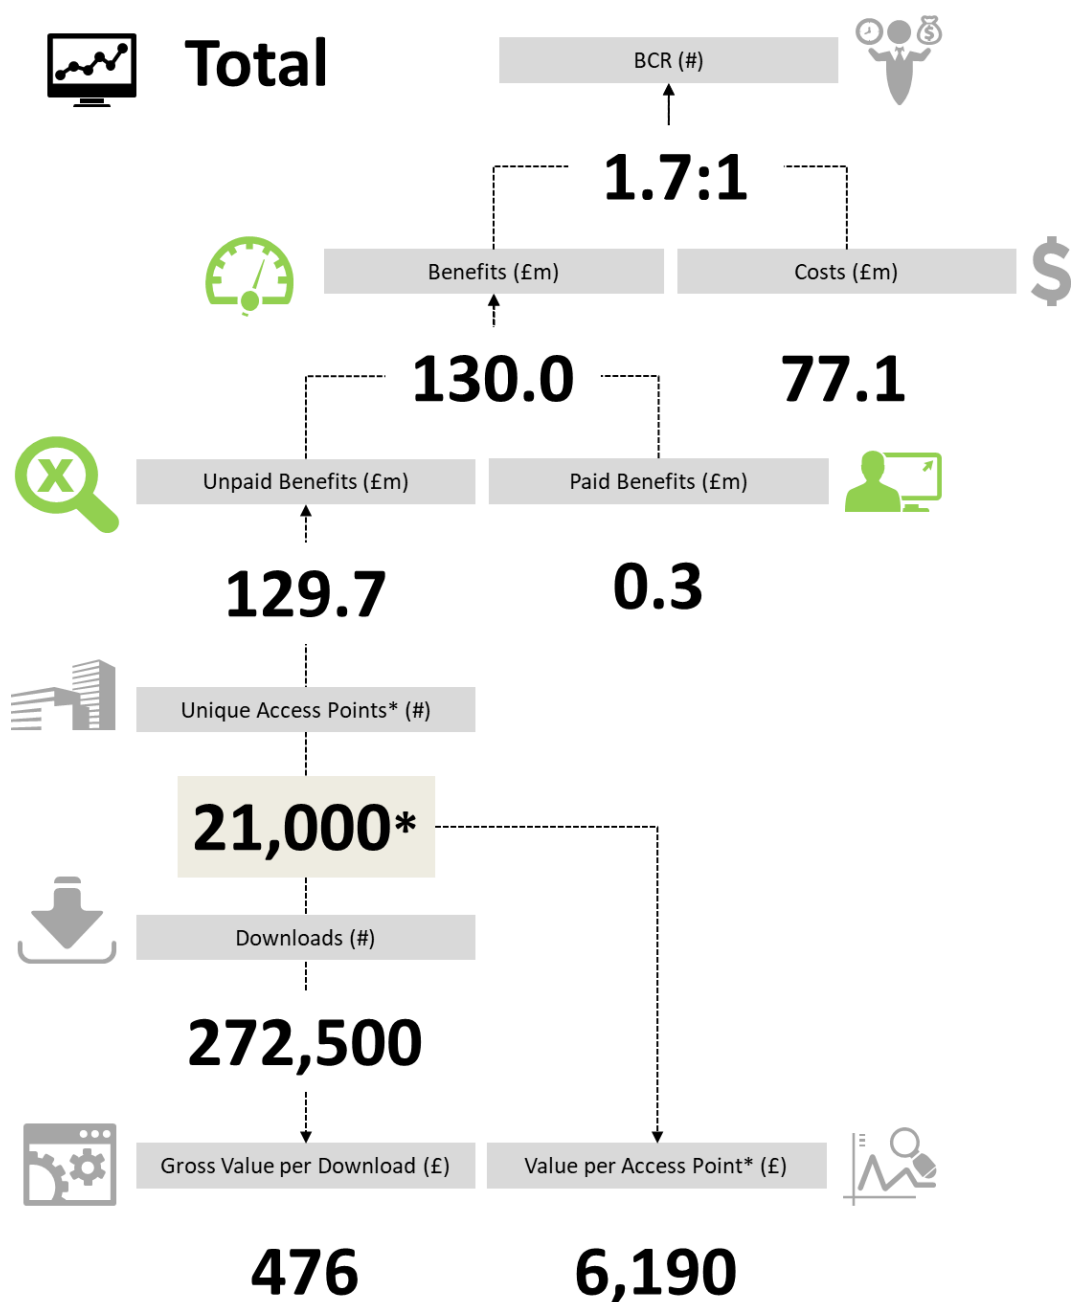 Total
BCR (#)
1.7:1
Benefits (£m)
Costs (£m)
130.0
77.1
Unpaid Benefits (£m)
Paid Benefits (£m)
129.7
0.3
Unique Access Points* (#)
21,000*
Downloads (#)
272,500
Gross Value per Download (£)
Value per Access Point* (£)
476
6,190